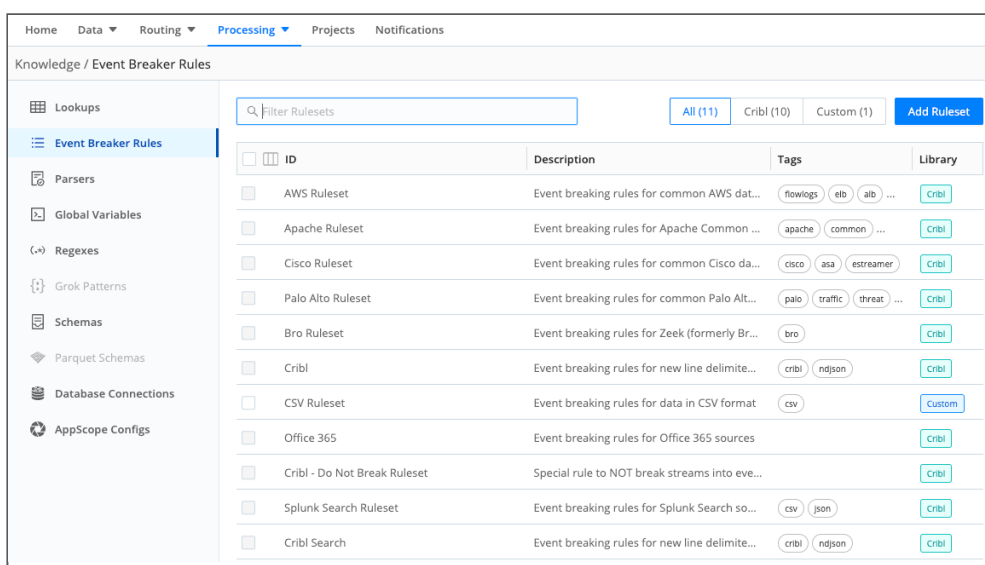 Home Data ▼ Routing ▼ Processing ▼ Projects Notifications
Knowledge / Event Breaker Rules
Lookups
Event Breaker Rules
Parsers
Global Variables
Regexes
Grok Patterns
Schemas
Parquet Schemas
Database Connections
AppScope Configs
Filter Rulesets All (11) Cribl (10) Custom (1) Add Ruleset
ID Description Tags Library
AWS Ruleset Event breaking rules for common AWS dat... flowlogs elb alb ... Cribl
Apache Ruleset Event breaking rules for Apache Common ... apache common ... Cribl
Cisco Ruleset Event breaking rules for common Cisco da... cisco asa estreamer Cribl
Palo Alto Ruleset Event breaking rules for common Palo Alt... palo traffic threat ... Cribl
Bro Ruleset Event breaking rules for Zeek (formerly Br... bro Cribl
Cribl Event breaking rules for new line delimite... cribl ndjson Cribl
CSV Ruleset Event breaking rules for data in CSV format csv Custom
Office 365 Event breaking rules for Office 365 sources Cribl
Cribl - Do Not Break Ruleset Special rule to NOT break streams into eve... Cribl
Splunk Search Ruleset Event breaking rules for Splunk Search so... csv json Cribl
Cribl Search Event breaking rules for new line delimite... cribl ndjson Cribl